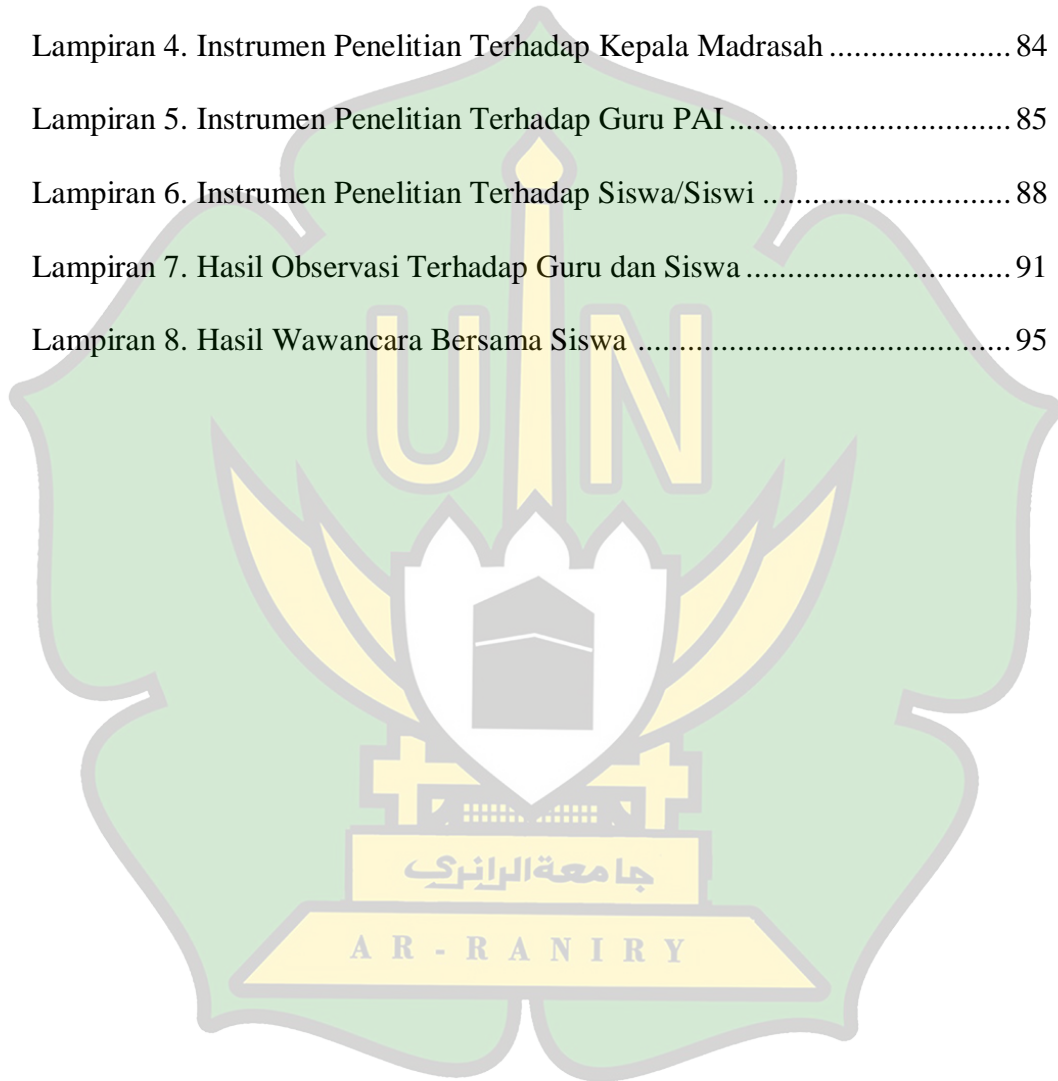 Lampiran 4. Instrumen Penelitian Terhadap Kepala Madrasah ..................... 84
Lampiran 5. Instrumen Penelitian Terhadap Guru PAI ............................. 85
Lampiran 6. Instrumen Penelitian Terhadap Siswa/Siswi ............................ 88
Lampiran 7. Hasil Observasi Terhadap Guru dan Siswa ........................... 91
Lampiran 8. Hasil Wawancara Bersama Siswa ....................................... 95
UIN
جامعةالرانري
AR-RANIRY